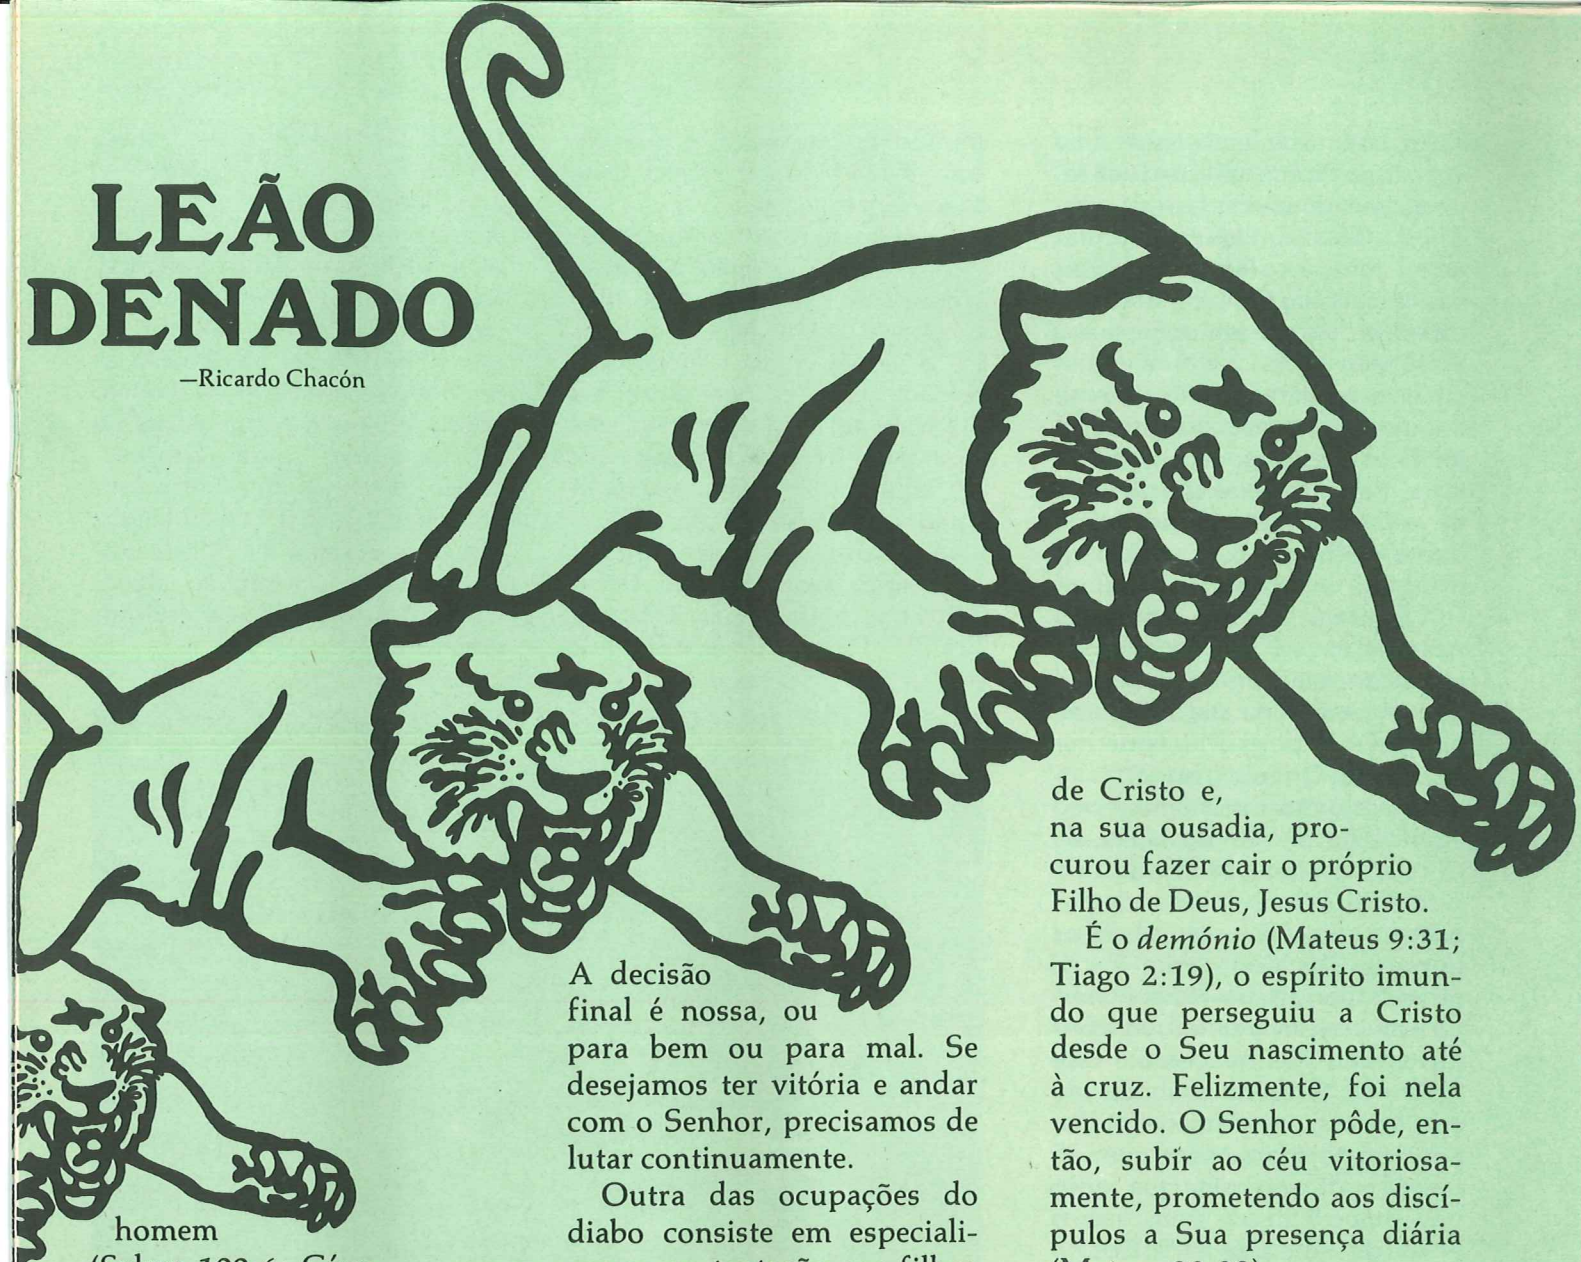 LEÃO
DENADO
—Ricardo Chacón
homem
A decisão
final é nossa, ou
para bem ou para mal. Se
desejamos ter vitória e andar
com o Senhor, precisamos de
lutar continuamente.
Outra das ocupações do
diabo consiste em especiali-
de Cristo e,
na sua ousadia, pro-
curou fazer cair o próprio
Filho de Deus, Jesus Cristo.
É o demónio (Mateus 9:31;
Tiago 2:19), o espírito imun-
do que perseguiu a Cristo
desde o Seu nascimento até
à cruz. Felizmente, foi nela
vencido. O Senhor pôde, en-
tão, subir ao céu vitoriosa-
mente, prometendo aos discí-
pulos a Sua presença diária